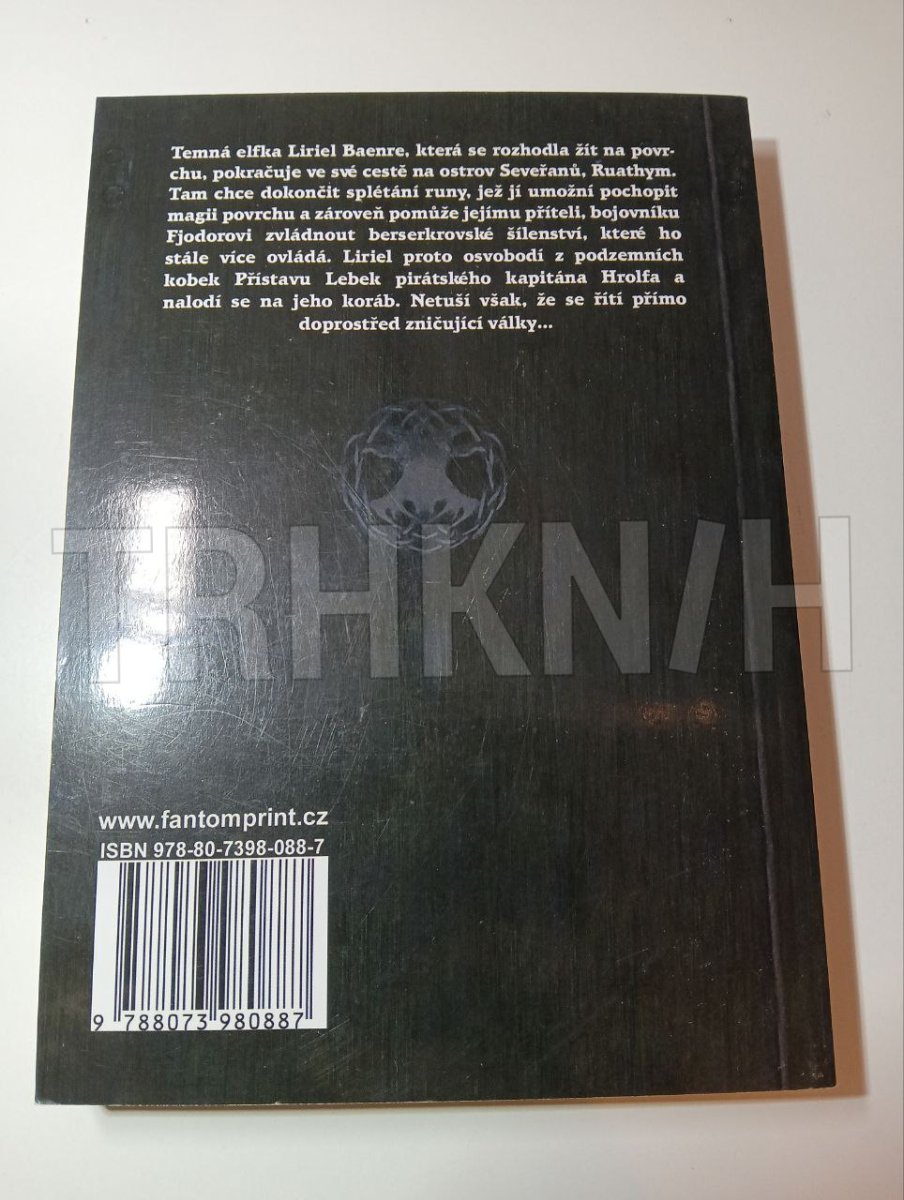 Temná elfka Liriel Baenre, která se rozhodla žít na povr-
chu, pokračuje ve své cestě na ostrov Seveřanů, Ruathym.
Tam chce dokončit splétání runy, jež jí umožní pochopit
magii povrchu a zároveň pomůže jejímu příteli, bojovníku
Fjodorovi zvládnout berserkrovské šílenství, které ho
stále více ovládá. Liriel proto osvobodí z podzemních
kobek Přístavu Lebek pirátského kapitána Hrolfa a
nalodí se na jeho koráb. Netuší však, že se řítí přímo
doprostřed zničující války...
TRHKNIH
www.fantomprint.cz
ISBN 978-80-7398-088-7
9 788073 980887